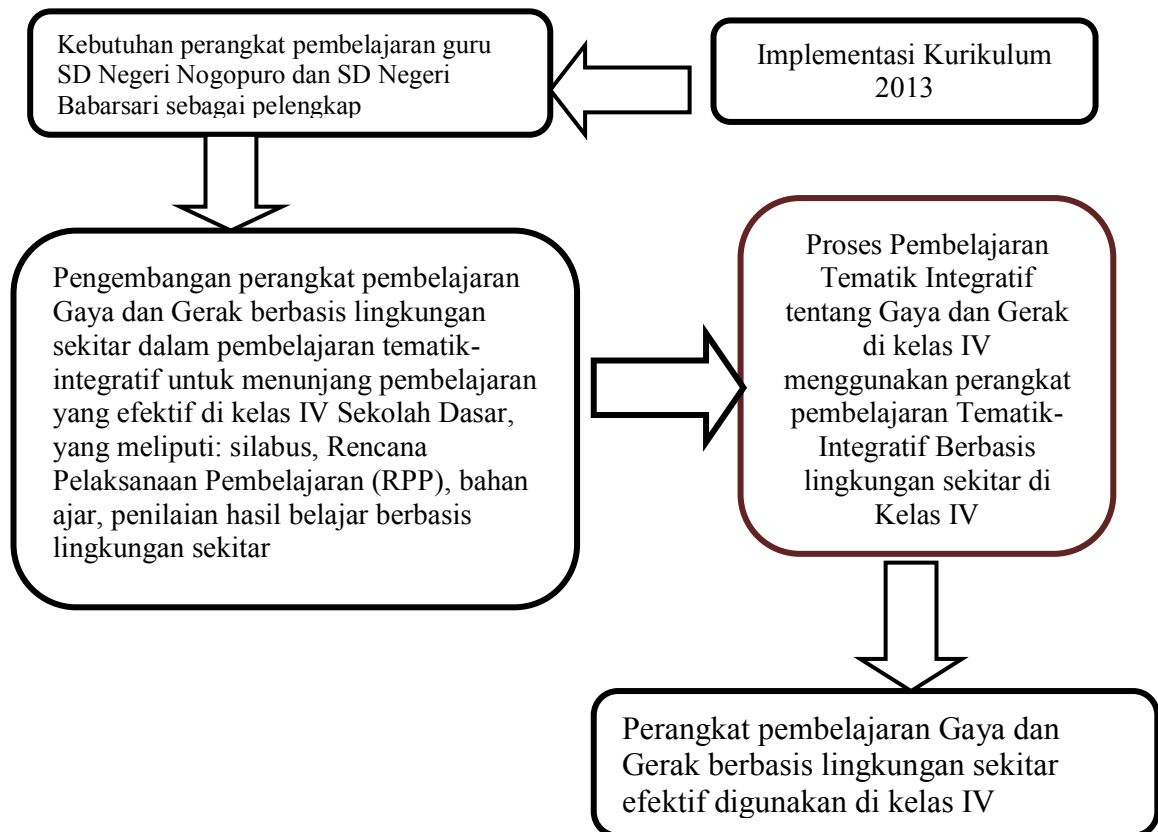 Kebutuhan perangkat pembelajaran guru
SD Negeri Nogopuro dan SD Negeri
Babarsari sebagai pelengkap
Implementasi Kurikulum
2013
Pengembangan perangkat pembelajaran
Gaya dan Gerak berbasis lingkungan
sekitar dalam pembelajaran tematik-
integratif untuk menunjang pembelajaran
yang efektif di kelas IV Sekolah Dasar,
yang meliputi: silabus, Rencana
Pelaksanaan Pembelajaran (RPP), bahan
ajar, penilaian hasil belajar berbasis
lingkungan sekitar
Proses Pembelajaran
Tematik Integratif
tentang Gaya dan Gerak
di kelas IV
menggunakan perangkat
pembelajaran Tematik-
Integratif Berbasis
lingkungan sekitar di
Kelas IV
Perangkat pembelajaran Gaya dan
Gerak berbasis lingkungan sekitar
efektif digunakan di kelas IV